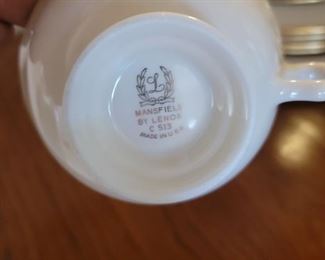 L
MANSFIELD
BY LENOX
C 513
MADE IN U.S.A.